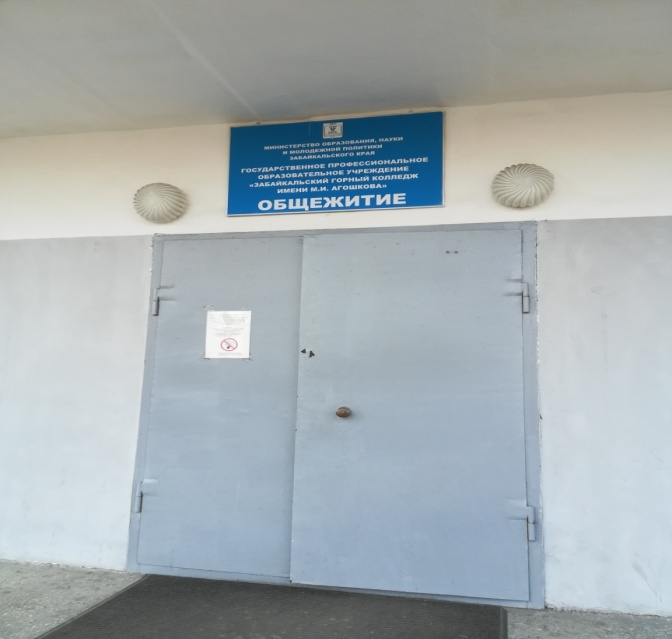 МИНИСТЕРСТВО ОБРАЗОВАНИЯ, НАУКИ
И МОЛОДЕЖНОЙ ПОЛИТИКИ
ЗАБАЙКАЛЬСКОГО КРАЯ
ГОСУДАРСТВЕННОЕ ПРОФЕССИОНАЛЬНОЕ
ОБРАЗОВАТЕЛЬНОЕ УЧРЕЖДЕНИЕ
«ЗАБАЙКАЛЬСКИЙ ГОРНЫЙ КОЛЛЕДЖ
ИМЕНИ М.И. АГОШКОВА»
ОБЩЕЖИТИЕ